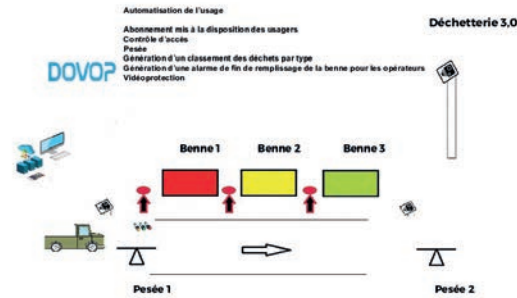 Automatisation de l'usage
Déchetterie 3,0
Abonnement mis à la disposition des usagers
Contrôle d'accès
Pesée
Génération d'un classement des déchets par type
Génération d'une alarme de fin de remplissage de la benne pour les opérateurs
Vidéoprotection
DOVOP
Benne 1
Benne 2
Benne 3
Pesée 1
Pesée 2